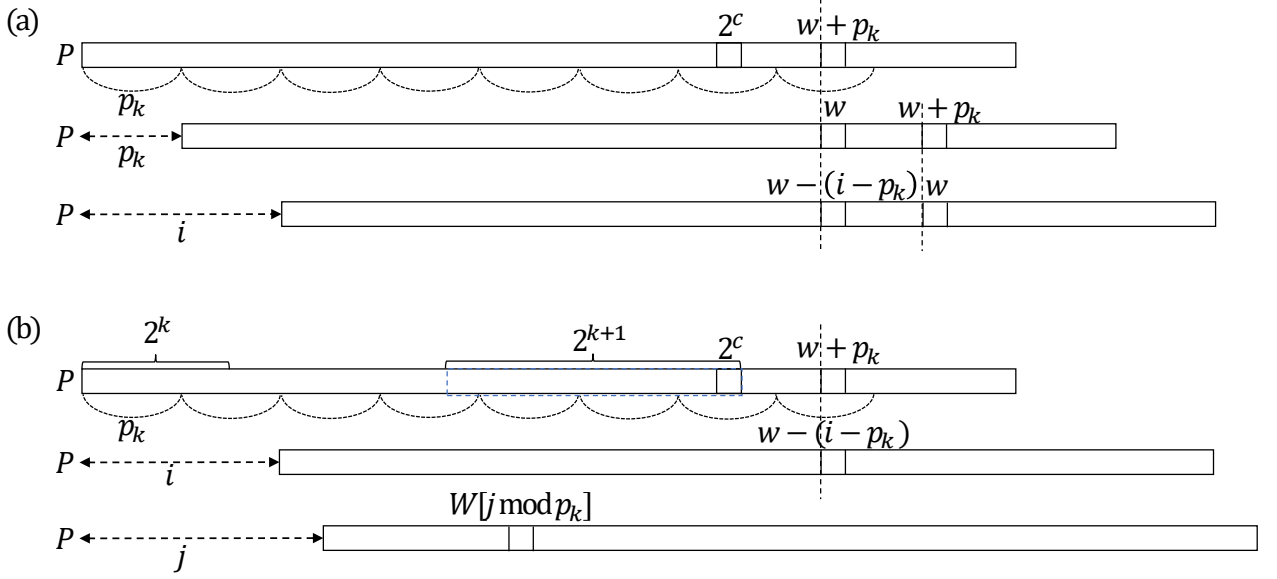 (a)
2^c w + p_k
P
p_k
w w + p_k
P
p_k
w − (i − p_k) w
P
i
(b)
2^k 2^{k+1} 2^c w + p_k
P
p_k
w − (i − p_k)
P
i
W[j mod p_k]
P
j